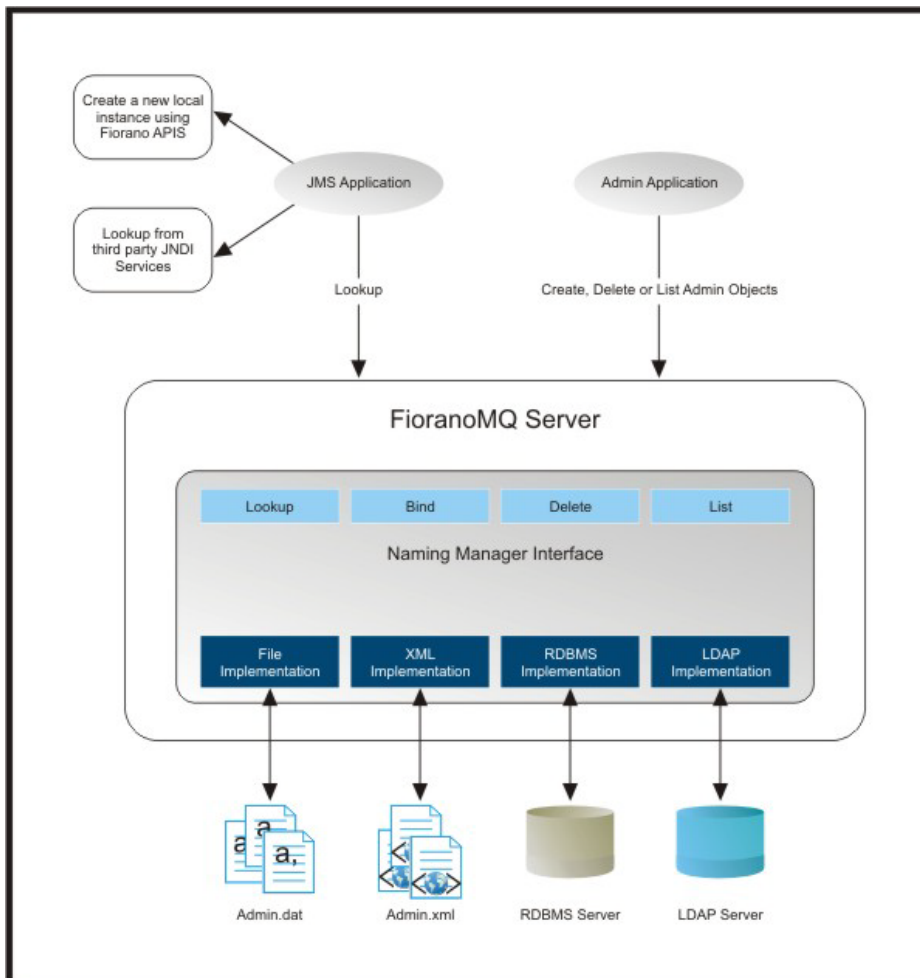 Create a new local
instance using
Fiorano APIS
JMS Application
Admin Application
Lookup from
third party JNDI
Services
Lookup
Create, Delete or List Admin Objects
FioranoMQ Server
Lookup
Bind
Delete
List
Naming Manager Interface
File
Implementation
XML
Implementation
RDBMS
Implementation
LDAP
Implementation
a
a
a,
Admin.dat
Admin.xml
RDBMS Server
LDAP Server